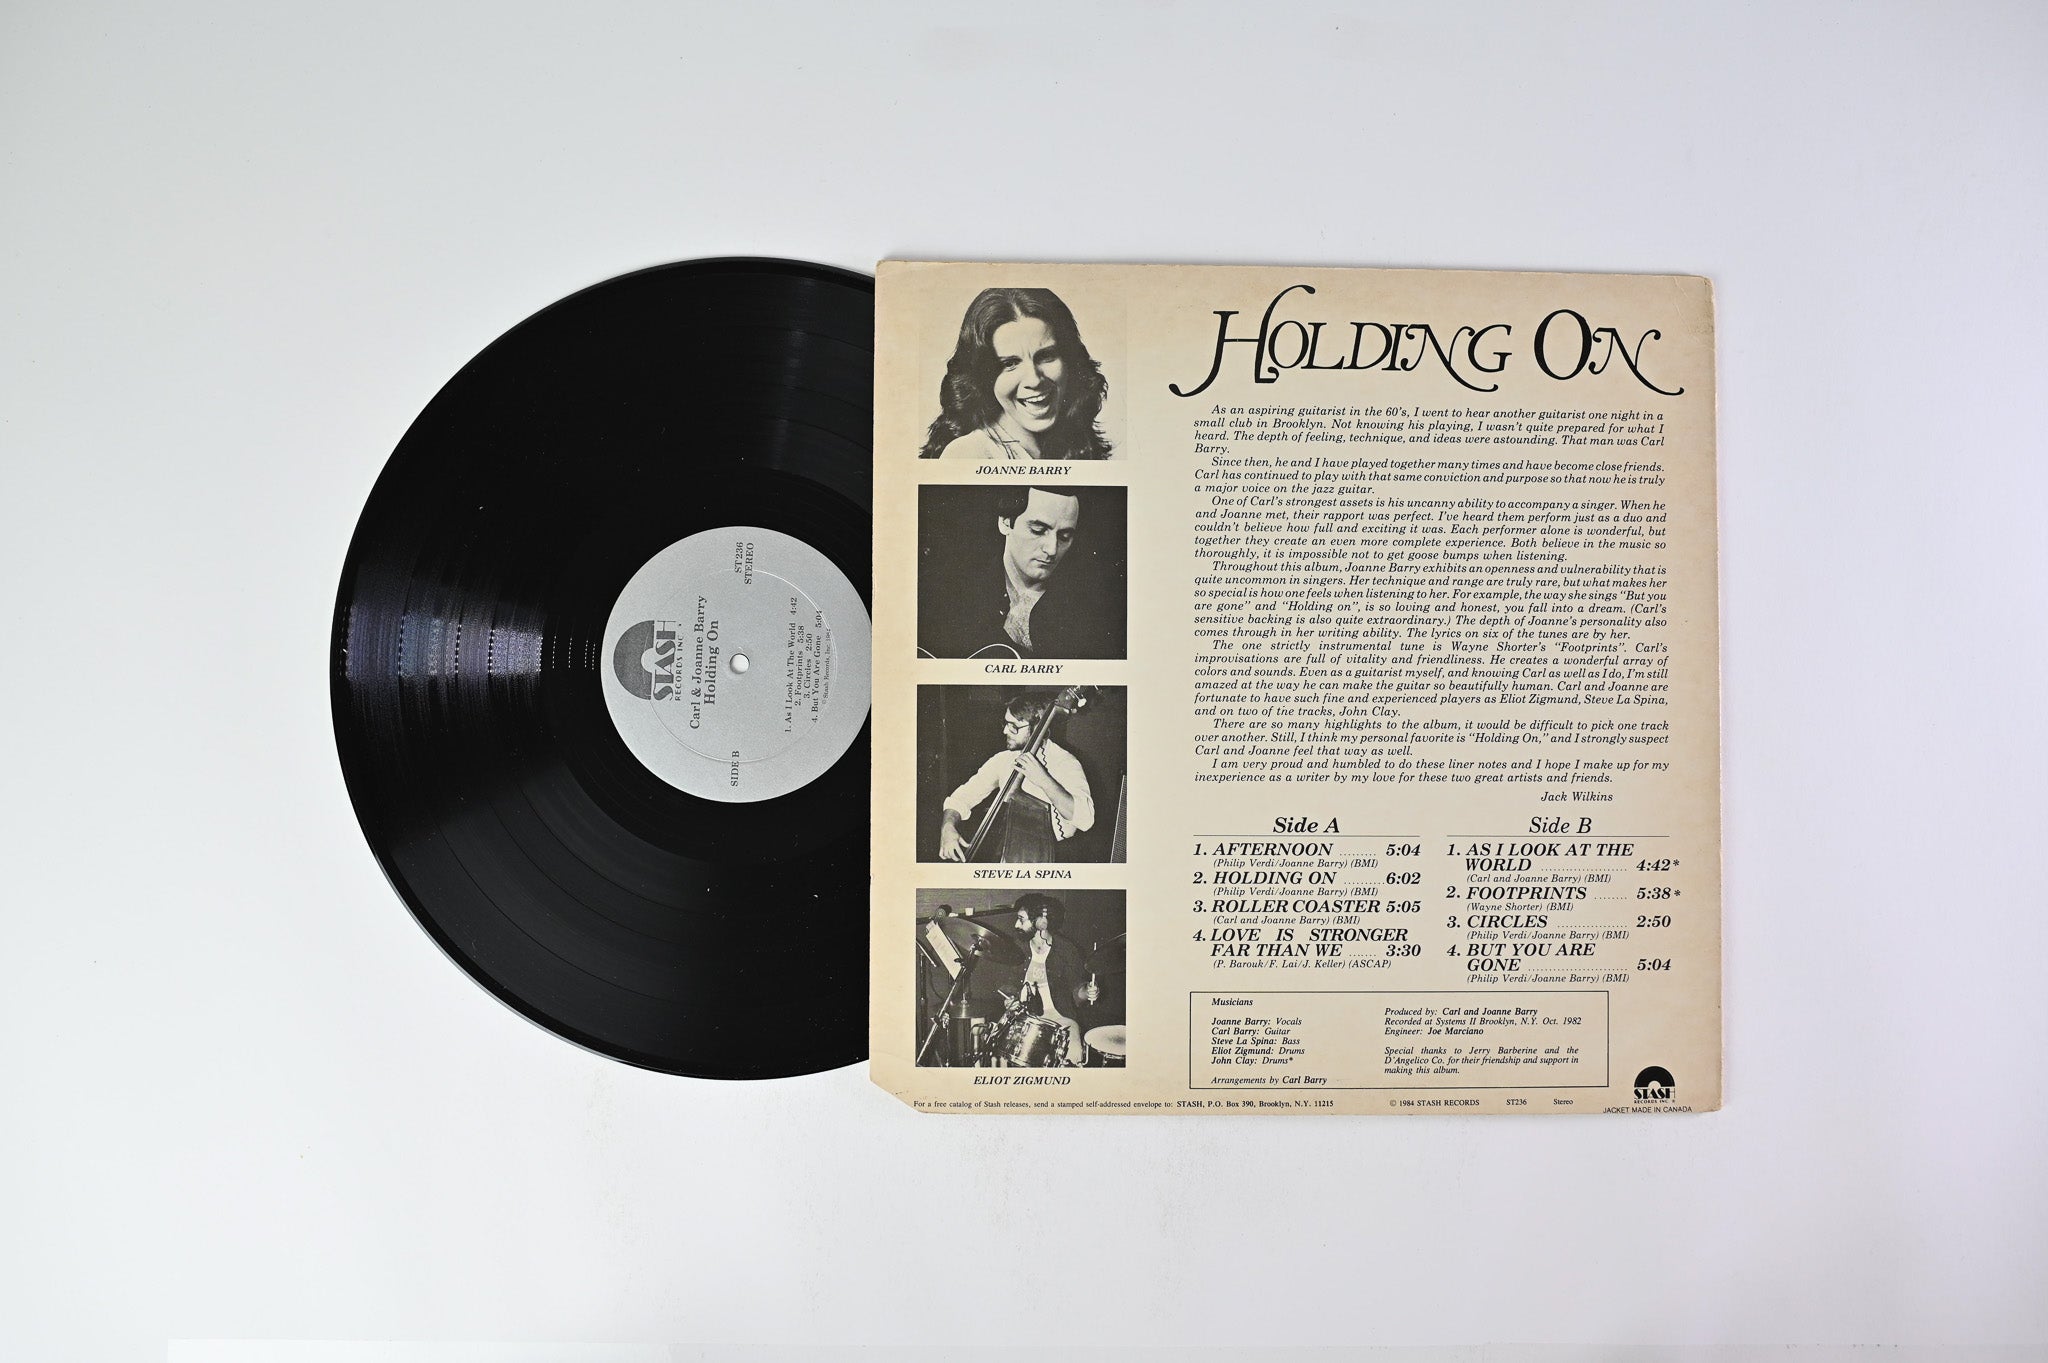 ST 236
STEREO
STASH
RECORDS INC.
Carl & Joanne Barry
Holding On
1. As I Look At The World 4:42
2. Footprints 5:38
3. Circles 2:50
4. But You Are Gone 5:04
© Stash Records, Inc. 1984
SIDE B
JOANNE BARRY
CARL BARRY
STEVE LA SPINA
ELIOT ZIGMUND
HOLDING ON
As an aspiring guitarist in the 60's, I went to hear another guitarist one night in a
small club in Brooklyn. Not knowing his playing, I wasn't quite prepared for what I
heard. The depth of feeling, technique, and ideas were astounding. That man was Carl
Barry.
Since then, he and I have played together many times and have become close friends.
Carl has continued to play with that same conviction and purpose so that now he is truly
a major voice on the jazz guitar.
One of Carl's strongest assets is his uncanny ability to accompany a singer. When he
and Joanne met, their rapport was perfect. I've heard them perform just as a duo and
couldn't believe how full and exciting it was. Each performer alone is wonderful, but
together they create an even more complete experience. Both believe in the music so
thoroughly, it is impossible not to get goose bumps when listening.
Throughout this album, Joanne Barry exhibits an openness and vulnerability that is
quite uncommon in singers. Her technique and range are truly rare, but what makes her
so special is how one feels when listening to her. For example, the way she sings "But you
are gone" and "Holding on", is so loving and honest, you fall into a dream. (Carl's
sensitive backing is also quite extraordinary.) The depth of Joanne's personality also
comes through in her writing ability. The lyrics on six of the tunes are by her.
The one strictly instrumental tune is Wayne Shorter's "Footprints". Carl's
improvisations are full of vitality and friendliness. He creates a wonderful array of
colors and sounds. Even as a guitarist myself, and knowing Carl as well as I do, I'm still
amazed at the way he can make the guitar so beautifully human. Carl and Joanne are
fortunate to have such fine and experienced players as Eliot Zigmund, Steve La Spina,
and on two of the tracks, John Clay.
There are so many highlights to the album, it would be difficult to pick one track
over another. Still, I think my personal favorite is "Holding On," and I strongly suspect
Carl and Joanne feel that way as well.
I am very proud and humbled to do these liner notes and I hope I make up for my
inexperience as a writer by my love for these two great artists and friends.
Jack Wilkins
Side A
1. AFTERNOON ......... 5:04
(Philip Verdi/Joanne Barry) (BMI)
2. HOLDING ON .......... 6:02
(Philip Verdi/Joanne Barry) (BMI)
3. ROLLER COASTER 5:05
(Carl and Joanne Barry) (BMI)
4. LOVE IS STRONGER
FAR THAN WE ....... 3:30
(P. Barouk/F. Lai/J. Keller) (ASCAP)
Side B
1. AS I LOOK AT THE
WORLD ..................... 4:42*
(Carl and Joanne Barry) (BMI)
2. FOOTPRINTS ........ 5:38*
(Wayne Shorter) (BMI)
3. CIRCLES ................. 2:50
(Philip Verdi/Joanne Barry) (BMI)
4. BUT YOU ARE
GONE ........................ 5:04
(Philip Verdi/Joanne Barry) (BMI)
Musicians
Joanne Barry: Vocals
Carl Barry: Guitar
Steve La Spina: Bass
Eliot Zigmund: Drums
John Clay: Drums*
Arrangements by Carl Barry
Produced by: Carl and Joanne Barry
Recorded at Systems II Brooklyn, N.Y. Oct. 1982
Engineer: Joe Marciano
Special thanks to Jerry Barberine and the
D'Angelico Co. for their friendship and support in
making this album.
For a free catalog of Stash releases, send a stamped self-addressed envelope to: STASH, P.O. Box 390, Brooklyn, N.Y. 11215
© 1984 STASH RECORDS ST236 Stereo
STASH
RECORDS INC.
JACKET MADE IN CANADA